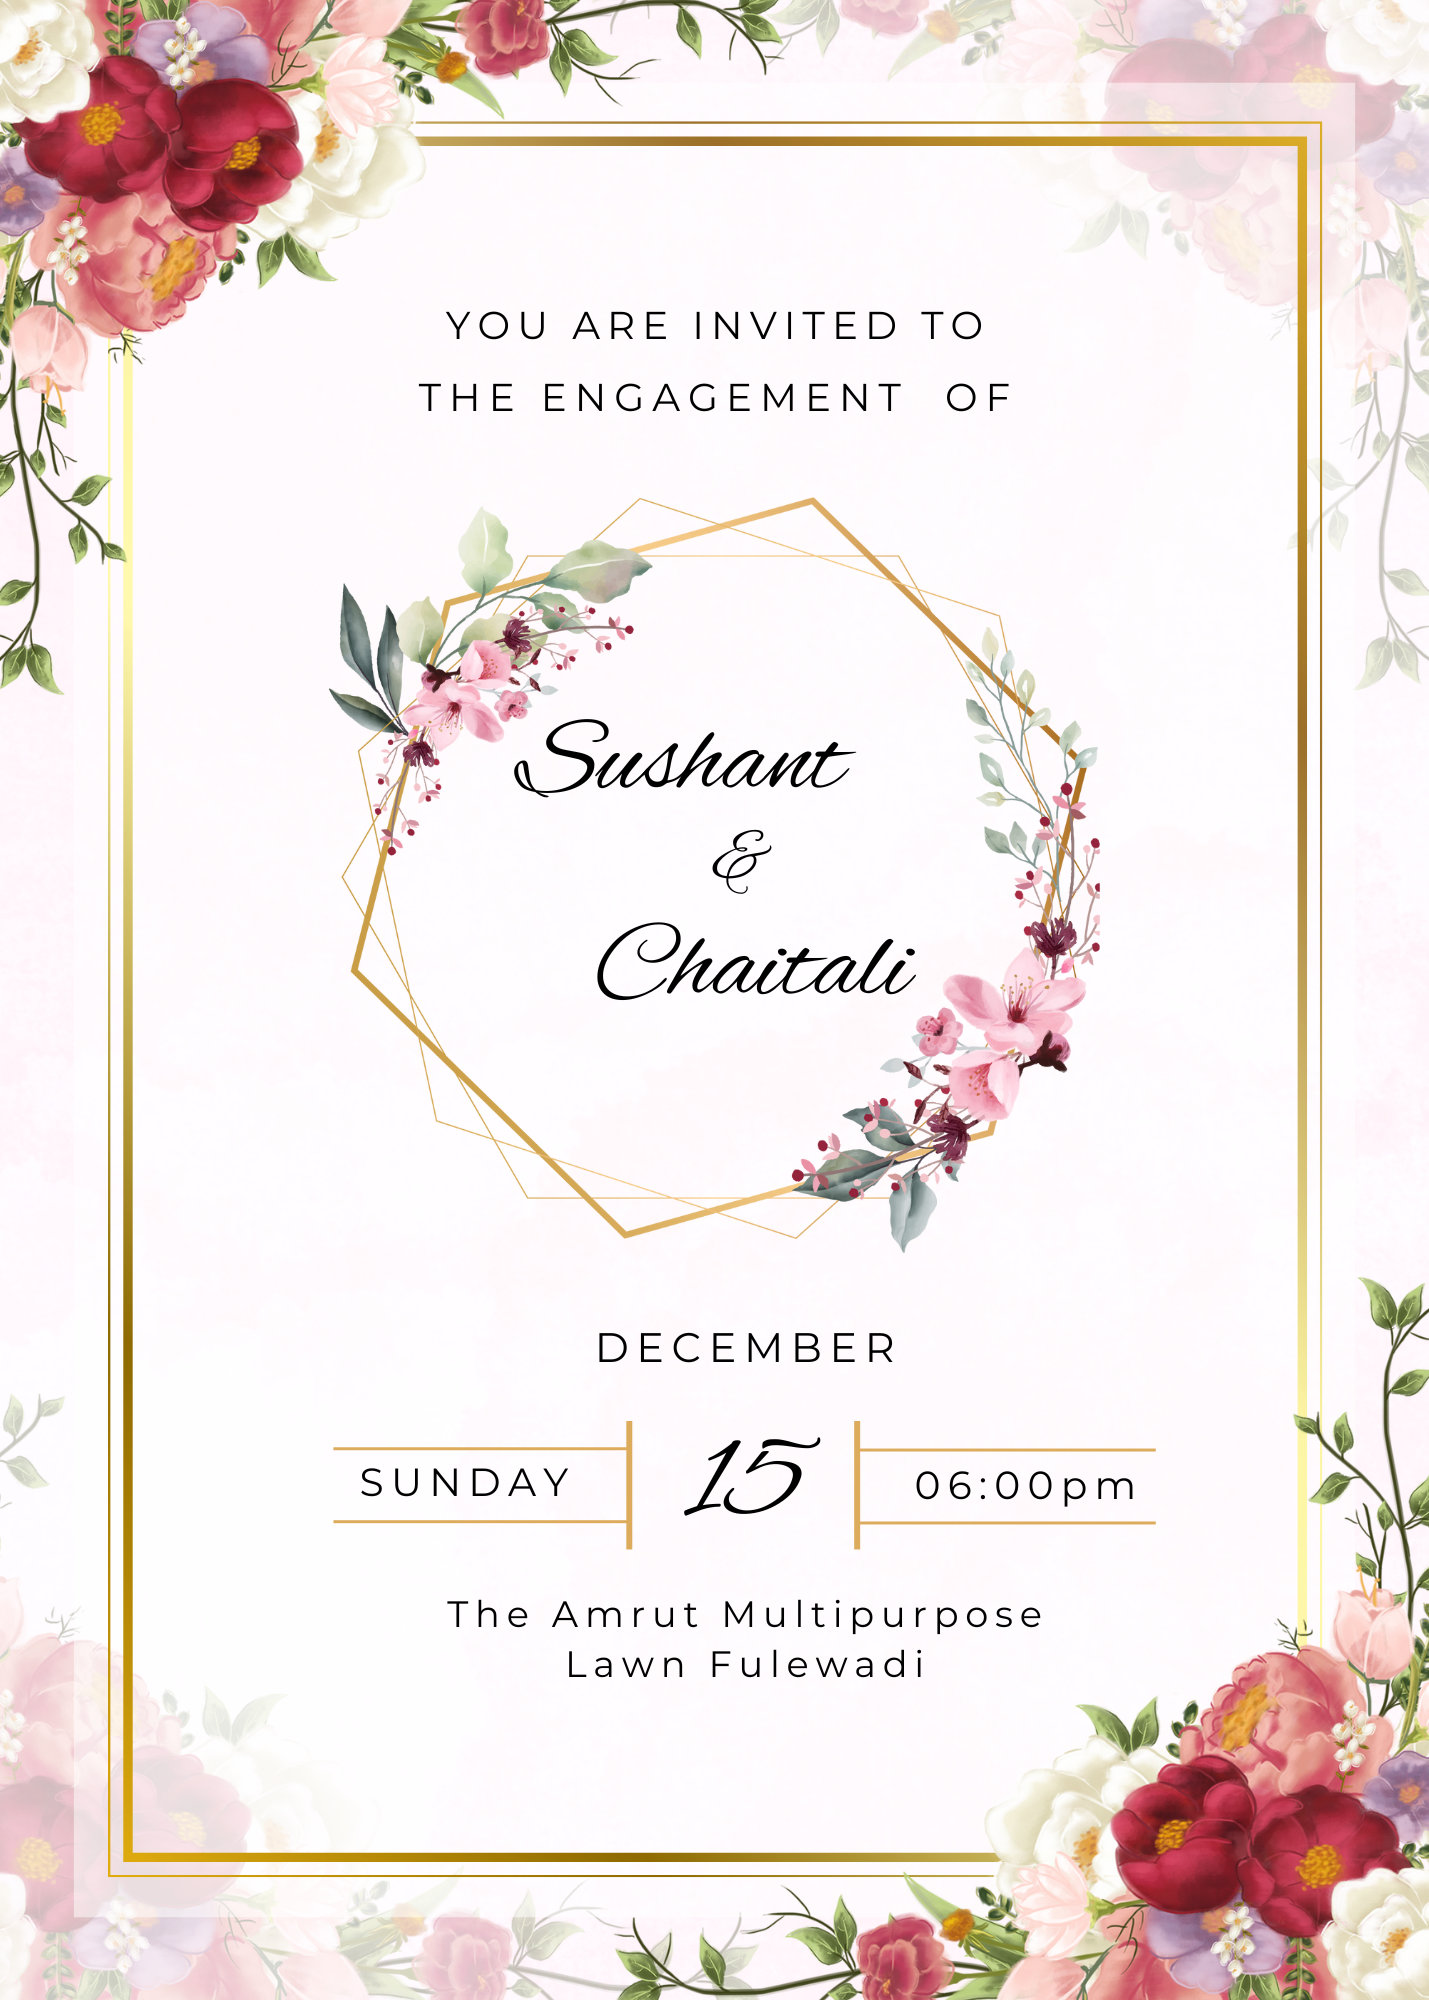 YOU ARE INVITED TO
THE ENGAGEMENT OF
Sushant
&
Chaitali
DECEMBER
SUNDAY
15
06:00pm
The Amrut Multipurpose
Lawn Fulewadi